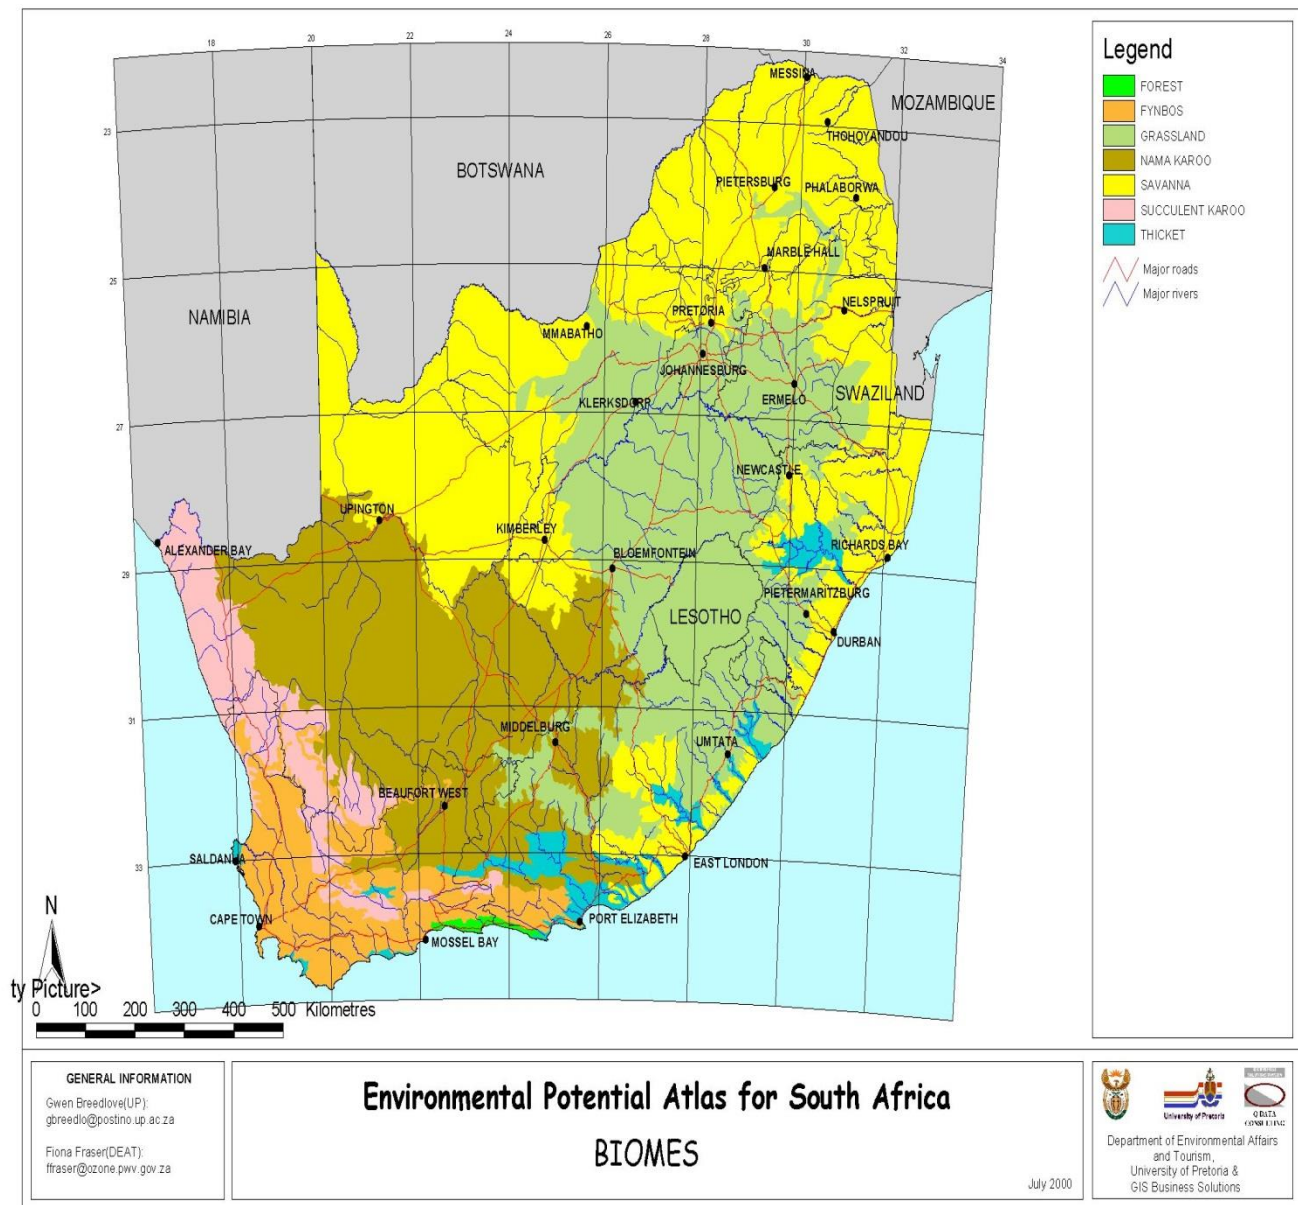 18
20
22
24
26
28
30
32
34
23
25
27
29
31
33
MESSINA
MOZAMBIQUE
THOHOYANDOU
BOTSWANA
PIETERSBURG
PHALABORWA
MARBLE HALL
NAMIBIA
NELSPRUIT
PRETORIA
MMABATHO
JOHANNESBURG
SWAZILAND
KLERKSDORP
ERMELO
NEWCASTLE
UPINGTON
KIMBERLEY
RICHARDS BAY
ALEXANDER BAY
BLOEMFONTEIN
PIETERMARITZBURG
LESOTHO
DURBAN
MIDDELBURG
UMTATA
BEAUFORT WEST
SALDANHA
EAST LONDON
CAPE TOWN
PORT ELIZABETH
MOSSEL BAY
N
ty Picture>
0 100 200 300 400 500 Kilometres
Legend
FOREST
FYNBOS
GRASSLAND
NAMA KAROO
SAVANNA
SUCCULENT KAROO
THICKET
Major roads
Major rivers
GENERAL INFORMATION
Gwen Breedlove(UP):
gbreedlo@postino.up.ac.za
Fiona Fraser(DEAT):
ffraser@ozone.pwv.gov.za
Environmental Potential Atlas for South Africa
BIOMES
July 2000
University of Pretoria
Q DATA
CONSULTING
Department of Environmental Affairs
and Tourism,
University of Pretoria &
GIS Business Solutions